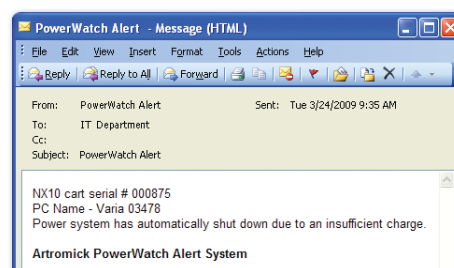 PowerWatch Alert - Message (HTML)
File Edit View Insert Format Tools Actions Help
Reply Reply to All Forward
From: PowerWatch Alert Sent: Tue 3/24/2009 9:35 AM
To: IT Department
Cc:
Subject: PowerWatch Alert
NX10 cart serial # 000875
PC Name - Varia 03478
Power system has automatically shut down due to an insufficient charge.
Artromick PowerWatch Alert System